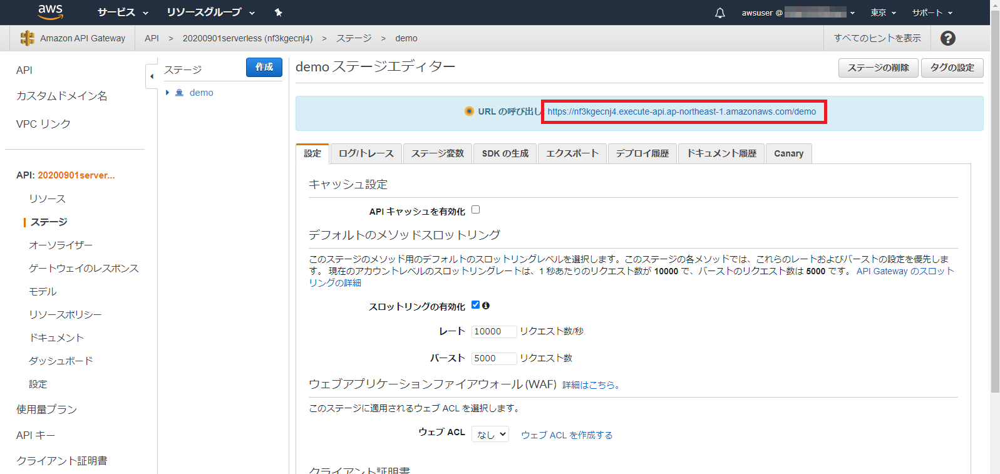 aws サービス リソースグループ awsuser @ 東京 サポート
Amazon API Gateway API > 20200901serverless (nf3kgecnj4) > ステージ > demo すべてのヒントを表示 ?
API
カスタムドメイン名
VPC リンク
API: 20200901server...
リソース
ステージ
オーソライザー
ゲートウェイのレスポンス
モデル
リソースポリシー
ドキュメント
ダッシュボード
設定
使用量プラン
API キー
クライアント証明書
ステージ 作成
demo
demo ステージエディター ステージの削除 タグの設定
URL の呼び出し: https://nf3kgecnj4.execute-api.ap-northeast-1.amazonaws.com/demo
設定 ログ/トレース ステージ変数 SDK の生成 エクスポート デプロイ履歴 ドキュメント履歴 Canary
キャッシュ設定
API キャッシュを有効化
デフォルトのメソッドスロットリング
このステージのメソッド用のデフォルトのスロットリングレベルを選択します。このステージの各メソッドでは、これらのレートおよびバーストの設定を優先しま
す。 現在のアカウントレベルのスロットリングレートは、1 秒あたりのリクエスト数が 10000 で、バーストのリクエスト数は 5000 です。 API Gateway のスロット
リングの詳細
スロットリングの有効化
レート 10000 リクエスト数/秒
バースト 5000 リクエスト数
ウェブアプリケーションファイアウォール (WAF) 詳細はこちら。
このステージに適用されるウェブ ACL を選択します。
ウェブ ACL なし ウェブ ACL を作成する
クライアント証明書